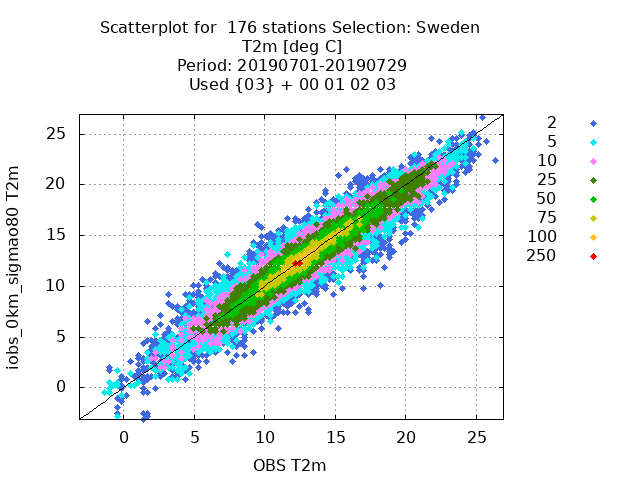 Scatterplot for  176 stations Selection: Sweden
T2m [deg C]
Period: 20190701-20190729
Used {03} + 00 01 02 03
iobs_0km_sigmao80 T2m
25
20
15
10
5
0
0 5 10 15 20 25
OBS T2m
2
5
10
25
50
75
100
250